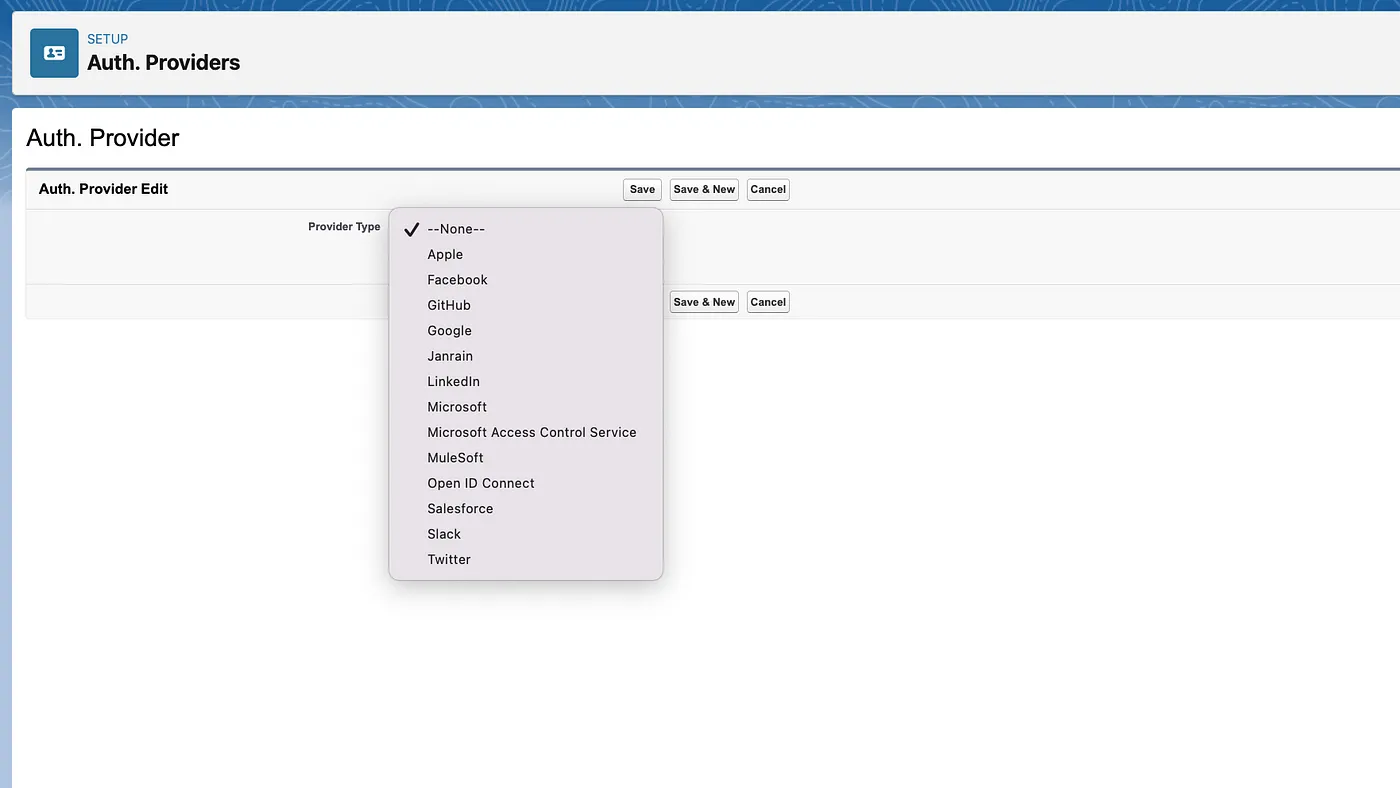 SETUP
Auth. Providers
Auth. Provider
Auth. Provider Edit
Save
Save & New
Cancel
Provider Type
--None--
Apple
Facebook
GitHub
Google
Janrain
LinkedIn
Microsoft
Microsoft Access Control Service
MuleSoft
Open ID Connect
Salesforce
Slack
Twitter
Save & New
Cancel